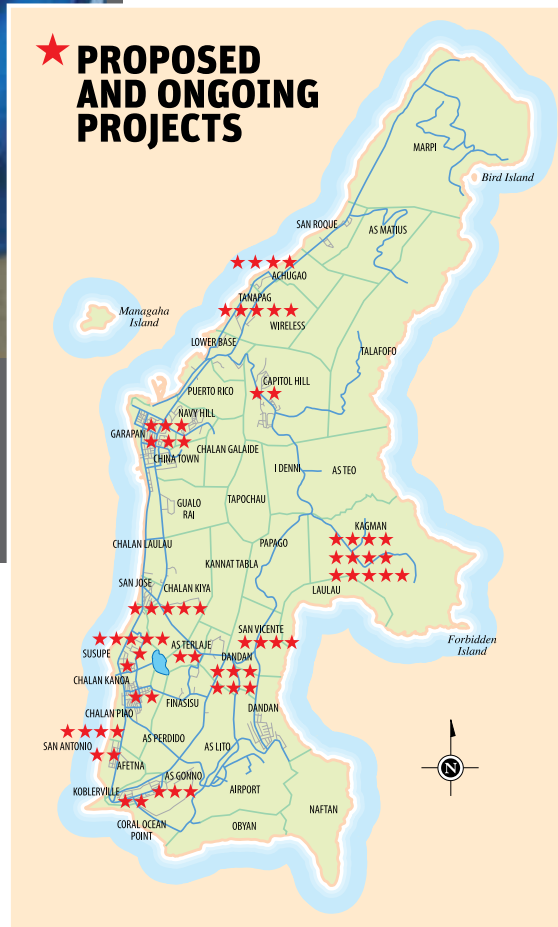 PROPOSED
AND ONGOING
PROJECTS
MARPI
Bird Island
SAN ROQUE
AS MATIUS
ACHUGAO
TANAPAG
Managaha
Island
WIRELESS
LOWER BASE
TALAFOFO
CAPITOL HILL
PUERTO RICO
NAVY HILL
GARAPAN
CHALAN GALAIDE
CHINA TOWN
I DENNI
AS TEO
TAPOCHAU
GUALO
RAI
KAGMAN
CHALAN LAULAU
PAPAGO
KANNAT TABLA
SAN JOSE
CHALAN KIYA
LAULAU
SAN VICENTE
Forbidden
Island
AS TERLAJE
SUSUPE
DANDAN
CHALAN KANOA
FINASISU
DANDAN
CHALAN PIAO
AS PERDIDO
SAN ANTONIO
AS LITO
AFETNA
N
AS GONNO
KOBLERVILLE
AIRPORT
NAFTAN
CORAL OCEAN
POINT
OBYAN